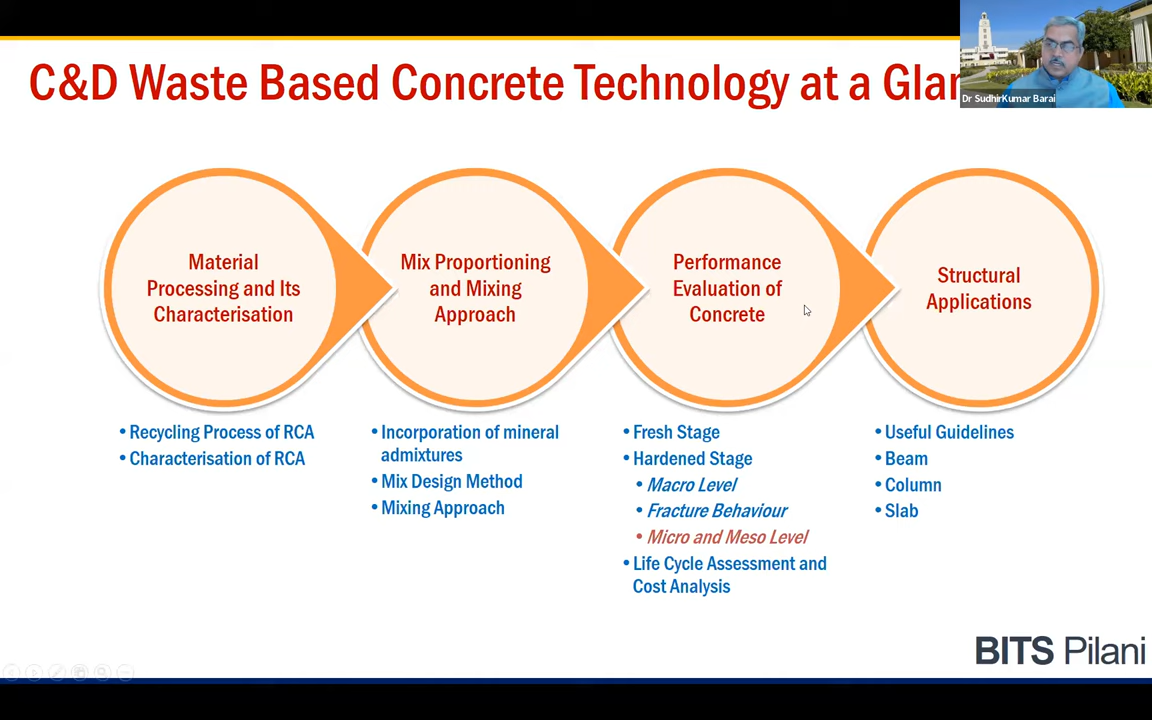 C&D Waste Based Concrete Technology at a Glan
Dr SudhirKumar Barai
Material
Processing and Its
Characterisation
Mix Proportioning
and Mixing
Approach
Performance
Evaluation of
Concrete
Structural
Applications
• Recycling Process of RCA
• Characterisation of RCA
• Incorporation of mineral
admixtures
• Mix Design Method
• Mixing Approach
• Fresh Stage
• Hardened Stage
• Macro Level
• Fracture Behaviour
• Micro and Meso Level
• Life Cycle Assessment and
Cost Analysis
• Useful Guidelines
• Beam
• Column
• Slab
BITS Pilani